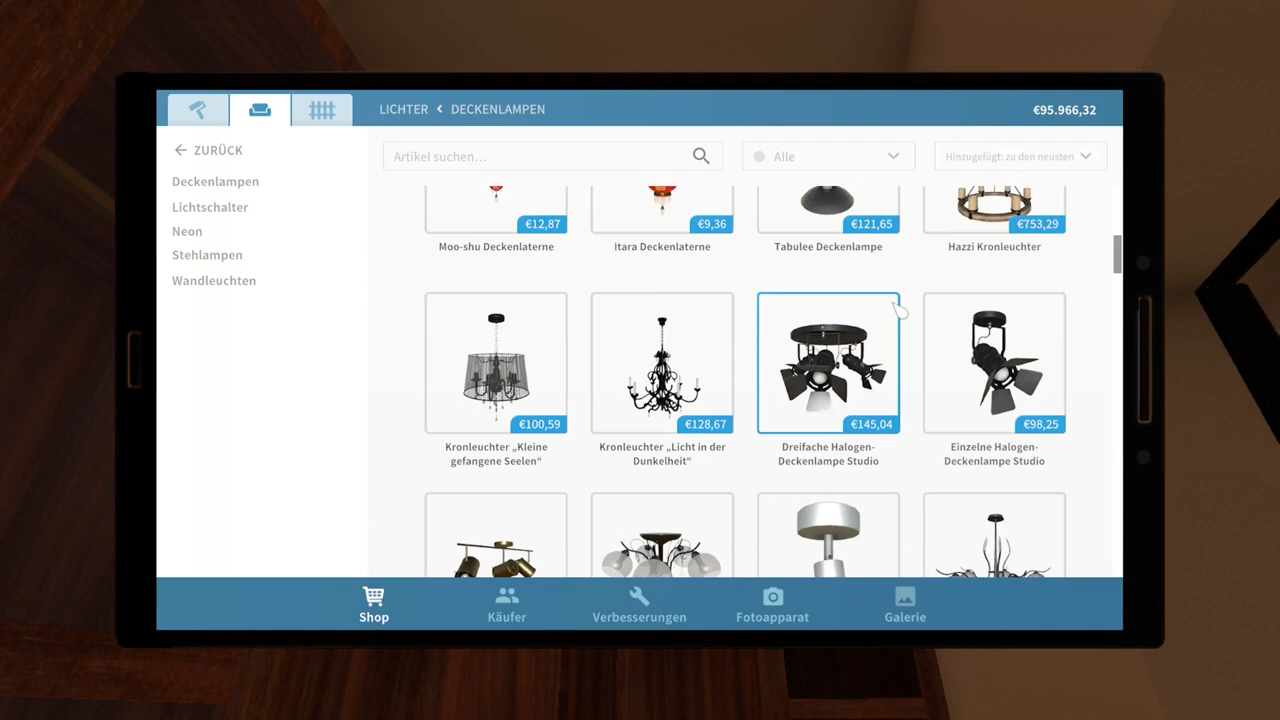 LICHTER < DECKENLAMPEN
€95.966,32
ZURÜCK
Artikel suchen...
Alle
Hinzugefügt: zu den neusten
Deckenlampen
Lichtschalter
Neon
Stehlampen
Wandleuchten
€12,87
€9,36
€121,65
€753,29
Moo-shu Deckenlaterne
Itara Deckenlaterne
Tabulee Deckenlampe
Hazzi Kronleuchter
€100,59
€128,67
€145,04
€98,25
Kronleuchter „Kleine
gefangene Seelen“
Kronleuchter „Licht in der
Dunkelheit“
Dreifache Halogen-
Deckenlampe Studio
Einzelne Halogen-
Deckenlampe Studio
Shop
Käufer
Verbesserungen
Fotoapparat
Galerie